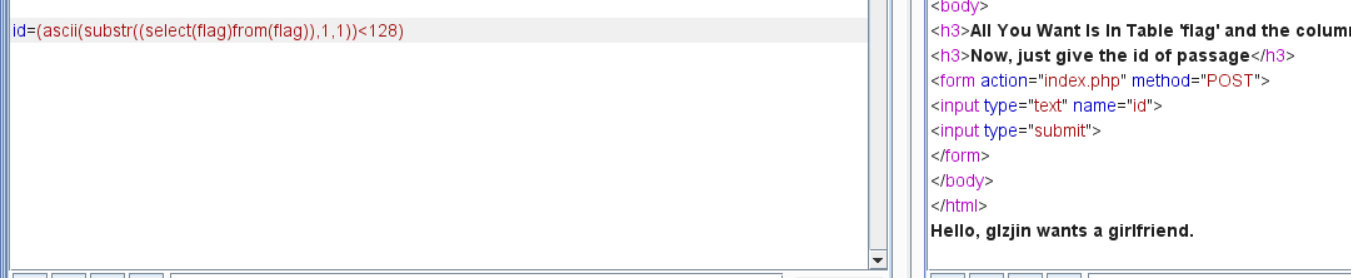 id=(ascii(substr((select(flag)from(flag)),1,1))<128)
<body>
<h3>All You Want Is In Table 'flag' and the column
<h3>Now, just give the id of passage</h3>
<form action="index.php" method="POST">
<input type="text" name="id">
<input type="submit">
</form>
</body>
</html>
Hello, glzjin wants a girlfriend.